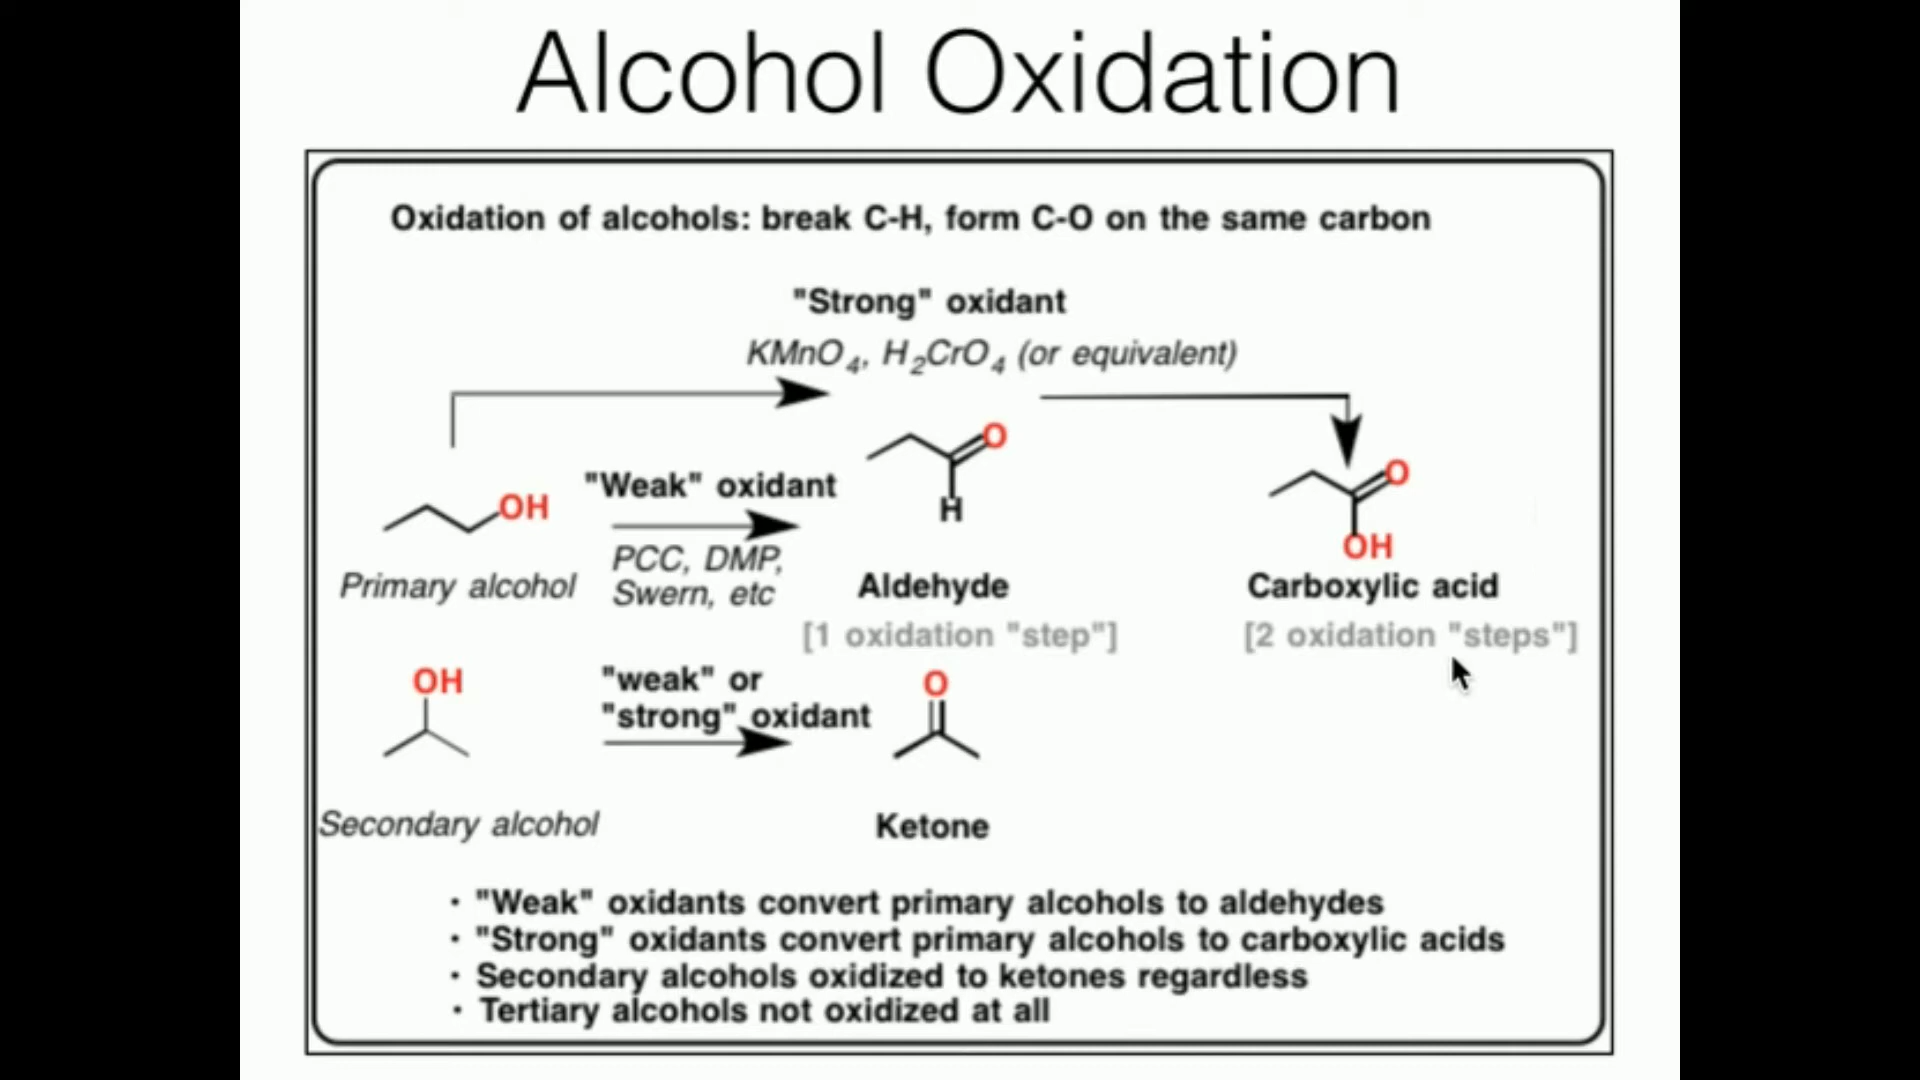 Alcohol Oxidation
Oxidation of alcohols: break C-H, form C-O on the same carbon
"Strong" oxidant
KMnO4, H2CrO4 (or equivalent)
O
H
"Weak" oxidant
PCC, DMP,
Swern, etc
OH
O
OH
Primary alcohol
Aldehyde
Carboxylic acid
[1 oxidation "step"]
[2 oxidation "steps"]
OH
"weak" or
"strong" oxidant
O
Secondary alcohol
Ketone
· "Weak" oxidants convert primary alcohols to aldehydes
· "Strong" oxidants convert primary alcohols to carboxylic acids
· Secondary alcohols oxidized to ketones regardless
· Tertiary alcohols not oxidized at all